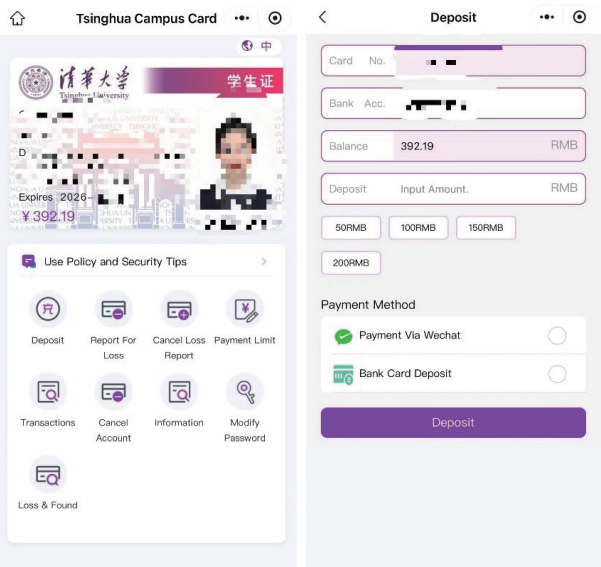 Tsinghua Campus Card
中
清华大学
Tsinghua University
学生证
D
Expires 2026-
¥ 392.19
Use Policy and Security Tips
Deposit
Report For Loss
Cancel Loss Report
Payment Limit
Transactions
Cancel Account
Information
Modify Password
Loss & Found
Deposit
Card No.
Bank Acc.
Balance 392.19 RMB
Deposit Input Amount. RMB
50RMB 100RMB 150RMB
200RMB
Payment Method
Payment Via Wechat
Bank Card Deposit
Deposit